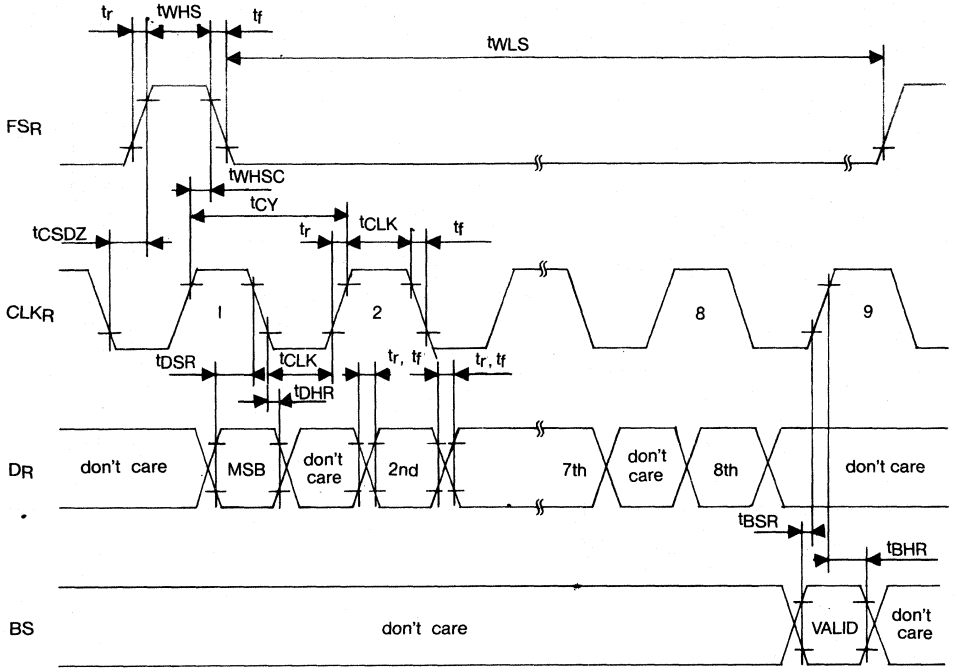 tr tWHS tf
tWLS
FSR
tWHSC
tCY
tCSDZ tr tCLK tf
CLKR 1 2 8 9
tDSR tCLK tr, tf tr, tf
tDHR
DR don't care MSB don't care 2nd 7th don't care 8th don't care
tBSR
tBHR
BS don't care VALID don't care